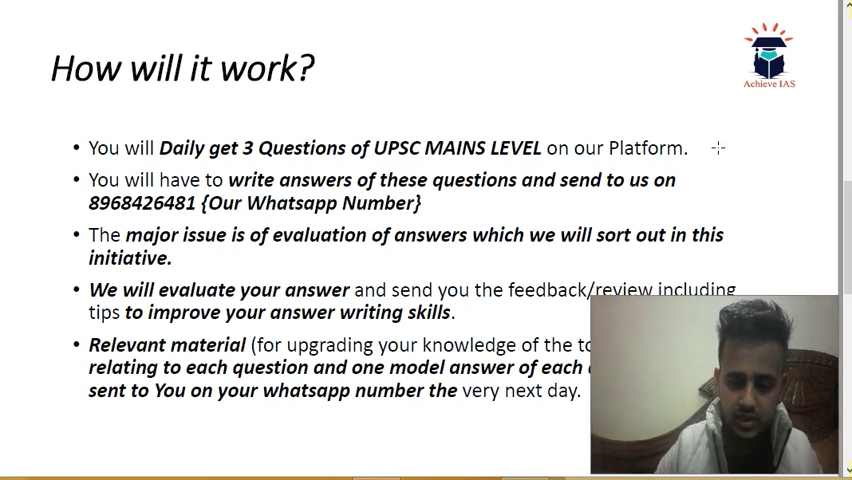 How will it work?
Achieve IAS
• You will Daily get 3 Questions of UPSC MAINS LEVEL on our Platform.
• You will have to write answers of these questions and send to us on
8968426481 {Our Whatsapp Number}
• The major issue is of evaluation of answers which we will sort out in this
initiative.
• We will evaluate your answer and send you the feedback/review including
tips to improve your answer writing skills.
• Relevant material (for upgrading your knowledge of the
relating to each question and one model answer of each
sent to You on your whatsapp number the very next day.